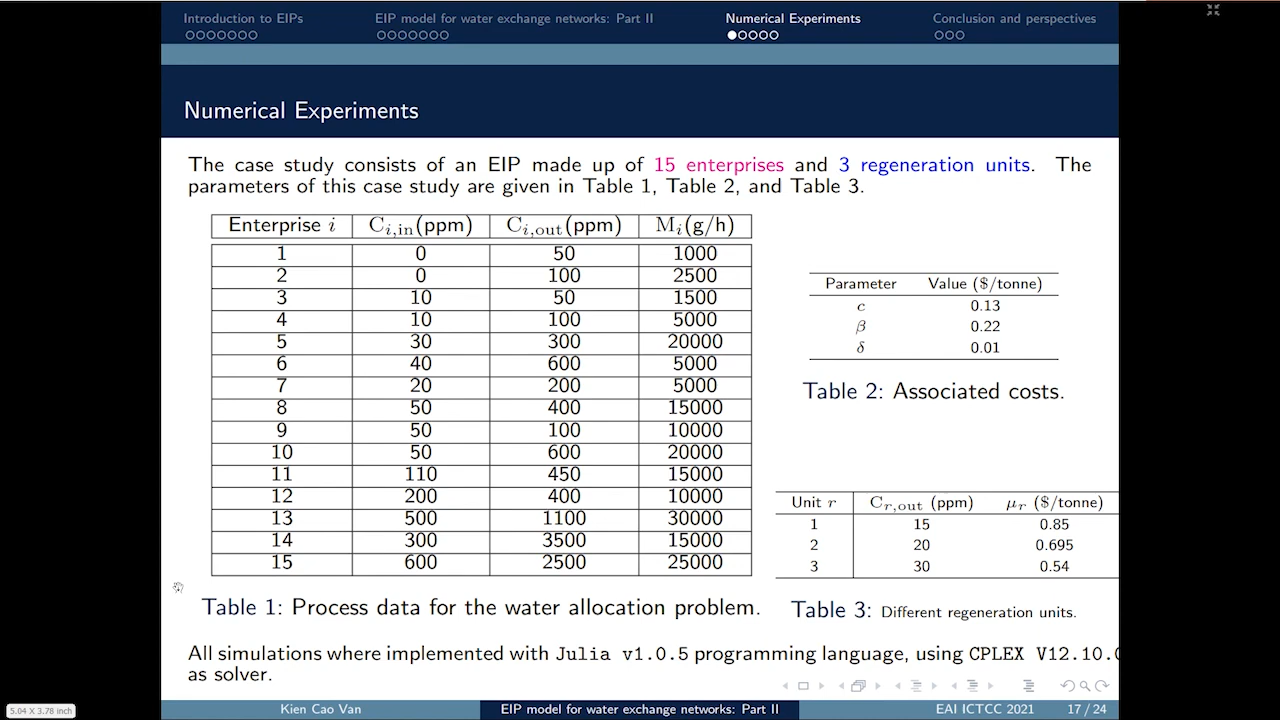 Introduction to EIPs EIP model for water exchange networks: Part II Numerical Experiments Conclusion and perspectives
Numerical Experiments
The case study consists of an EIP made up of 15 enterprises and 3 regeneration units. The
parameters of this case study are given in Table 1, Table 2, and Table 3.
Enterprise i C_{i,in}(ppm) C_{i,out}(ppm) M_i(g/h)
1 0 50 1000
2 0 100 2500
3 10 50 1500
4 10 100 5000
5 30 300 20000
6 40 600 5000
7 20 200 5000
8 50 400 15000
9 50 100 10000
10 50 600 20000
11 110 450 15000
12 200 400 10000
13 500 1100 30000
14 300 3500 15000
15 600 2500 25000
Table 1: Process data for the water allocation problem.
Parameter Value ($/tonne)
c 0.13
β 0.22
δ 0.01
Table 2: Associated costs.
Unit r C_{r,out} (ppm) μ_r ($/tonne)
1 15 0.85
2 20 0.695
3 30 0.54
Table 3: Different regeneration units.
All simulations where implemented with Julia v1.0.5 programming language, using CPLEX V12.10.0
as solver.
Kien Cao Van EIP model for water exchange networks: Part II EAI ICTCC 2021 17 / 24
5.04 X 3.78 inch